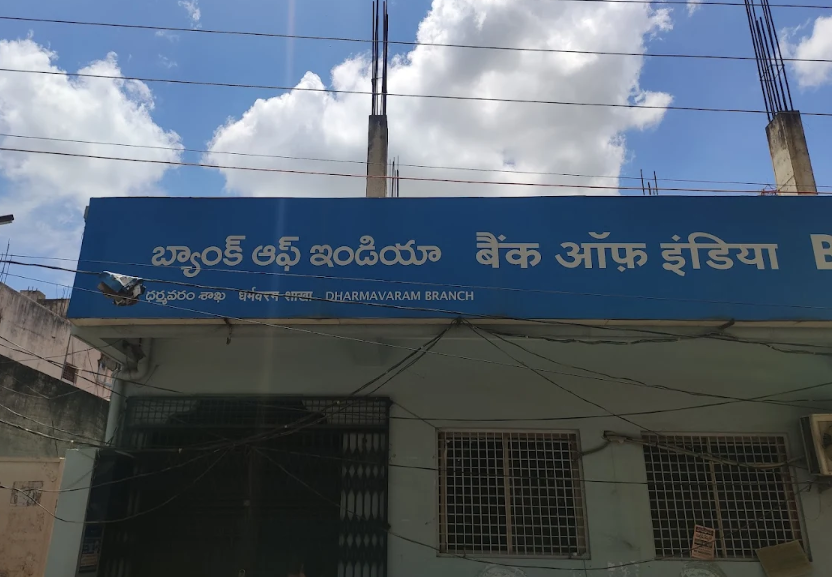 బ్యాంక్ ఆఫ్ ఇండియా बैंक ऑफ़ इंडिया B
ధర్మవరం శాఖ धर्मवरम शाखा DHARMAVARAM BRANCH